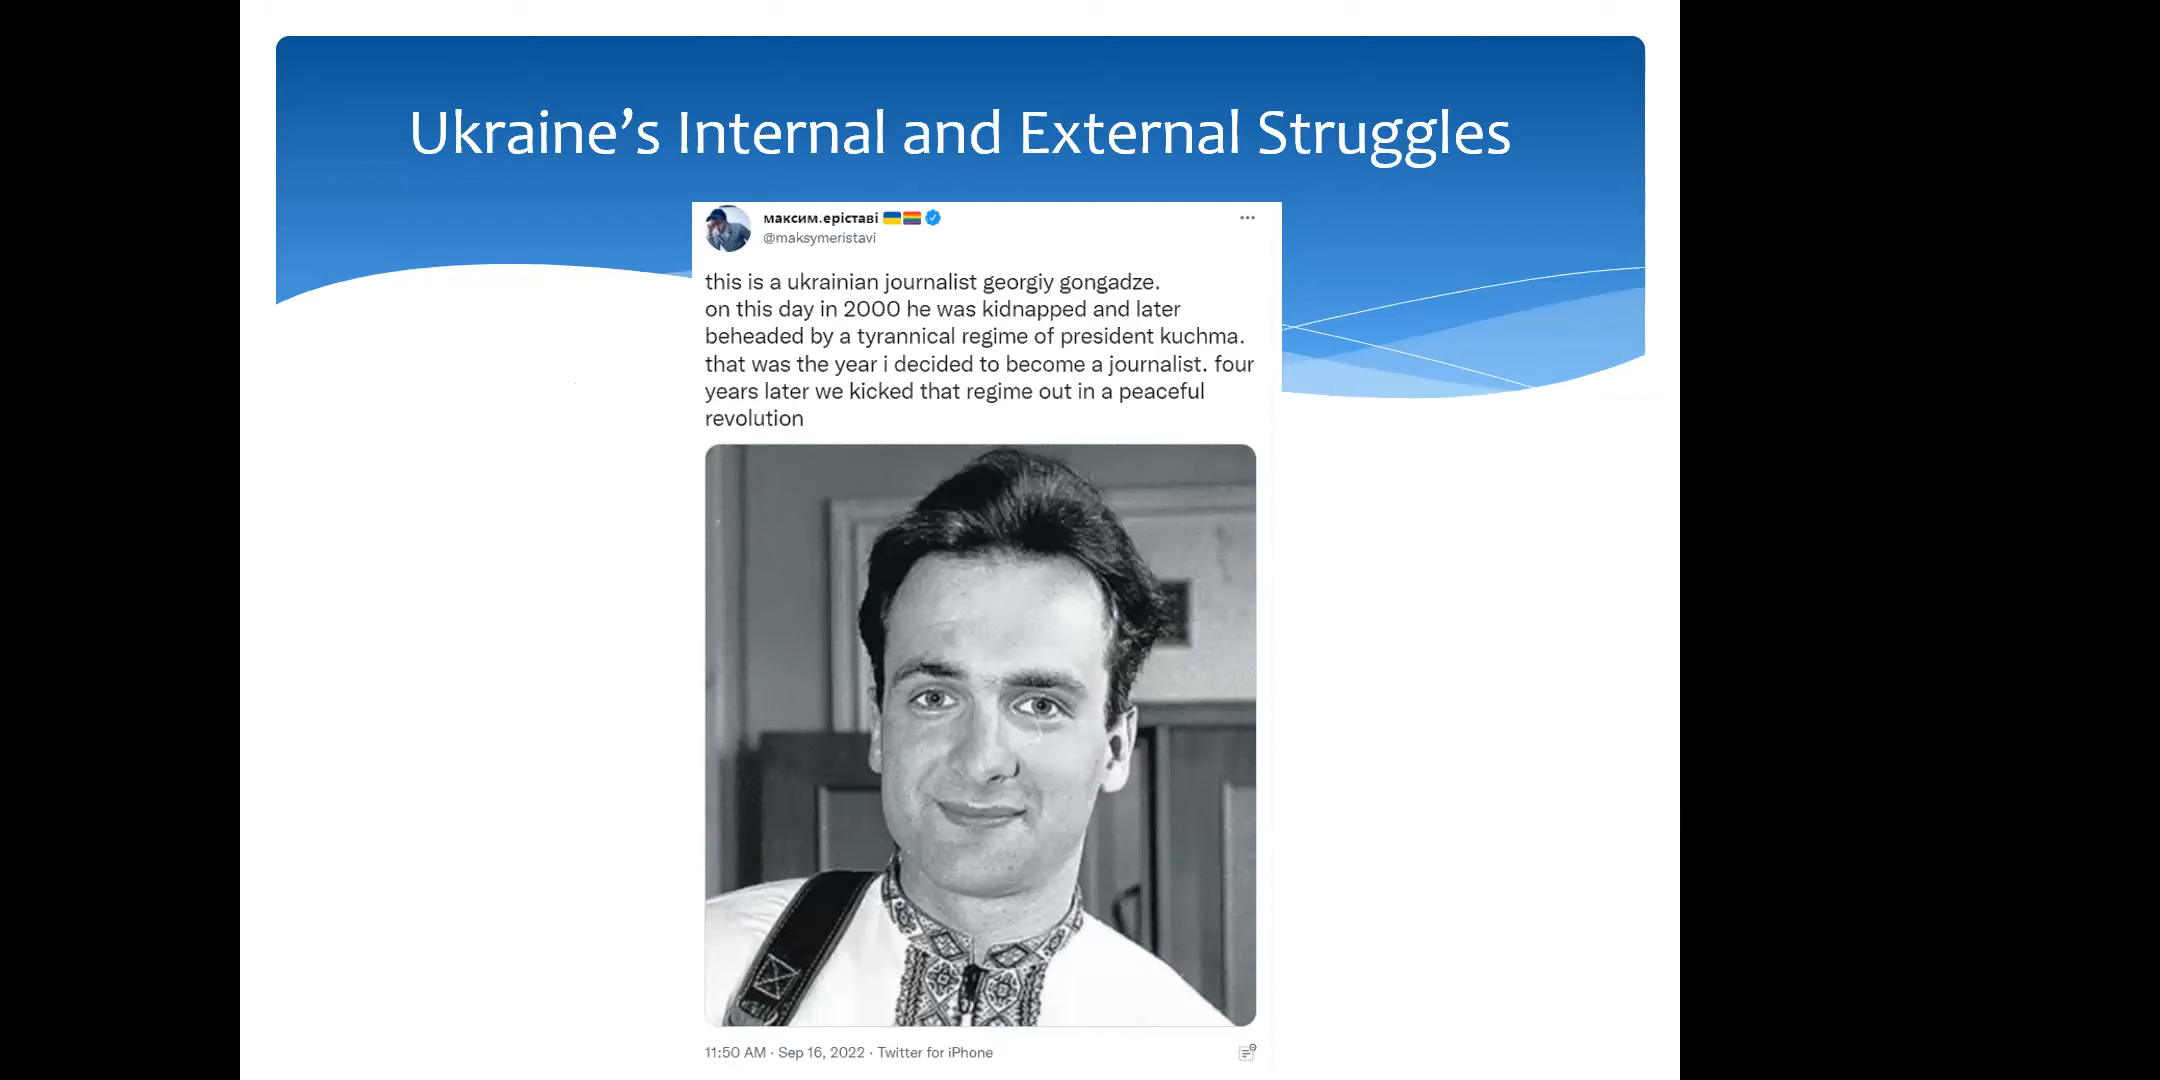 Ukraine’s Internal and External Struggles
максим.еріставі
@maksymeristavi
this is a ukrainian journalist georgiy gongadze.
on this day in 2000 he was kidnapped and later
beheaded by a tyrannical regime of president kuchma.
that was the year i decided to become a journalist. four
years later we kicked that regime out in a peaceful
revolution
11:50 AM · Sep 16, 2022 · Twitter for iPhone